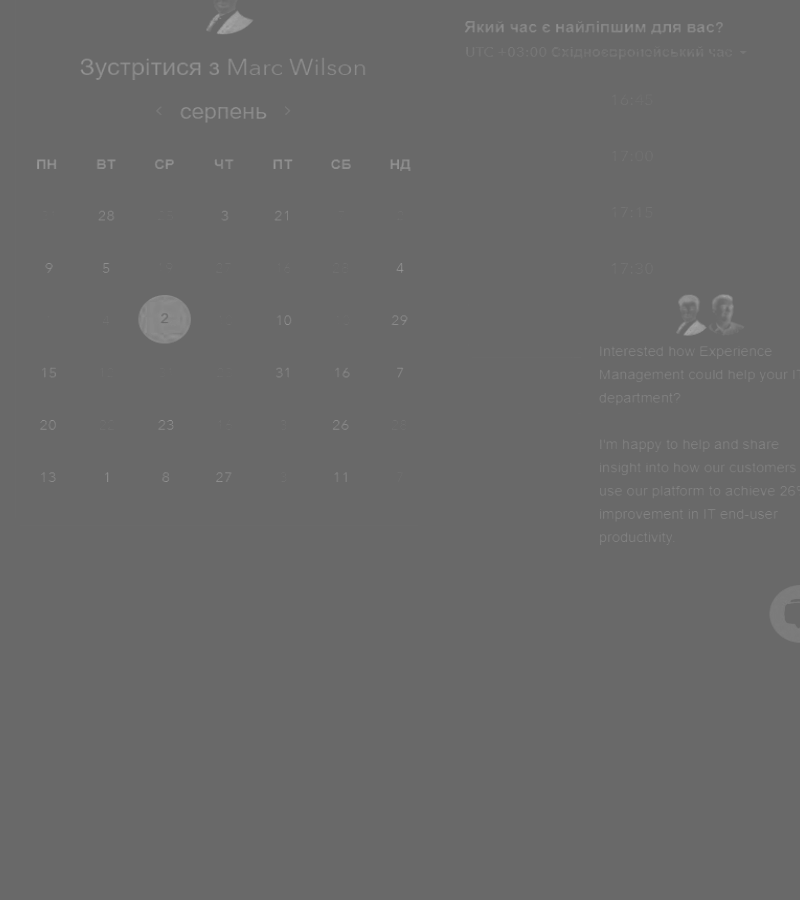 Зустрітися з Marc Wilson
серпень
ПН ВТ СР ЧТ ПТ СБ НД
28 3 21
9 5 4
2 10 29
15 31 16 7
20 23 26
13 1 8 27 11
Який час є найліпшим для вас?
UTC +03:00 Східноєвропейський час
16:45
17:00
17:15
17:30
Interested how Experience
Management could help your IT
department?
I'm happy to help and share
insight into how our customers
use our platform to achieve 26%
improvement in IT end-user
productivity